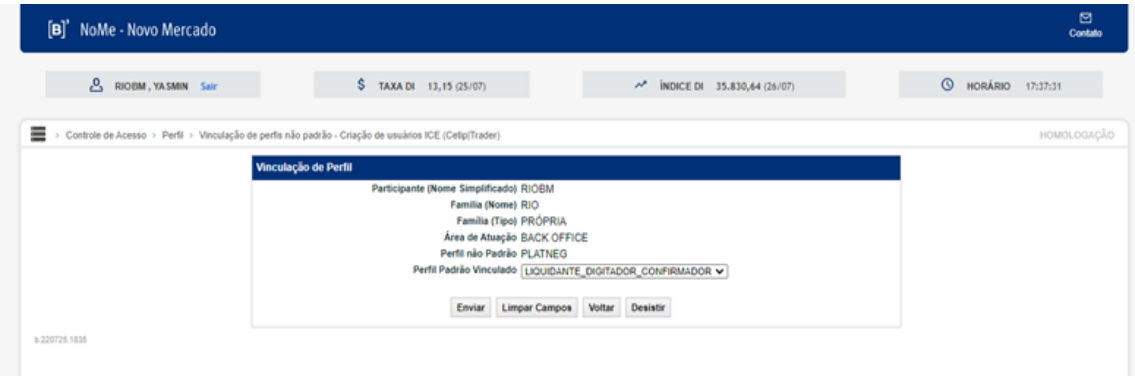 [B]³ NoMe - Novo Mercado
Contato
RIOBM , YASMIN Sair
$ TAXA DI 13,15 (25/07)
ÍNDICE DI 35.830,64 (26/07)
HORÁRIO 17:37:31
> Controle de Acesso > Perfil > Vinculação de perfis não padrão - Criação de usuários ICE (Cetip|Trader)
HOMOLOGAÇÃO
Vinculação de Perfil
Participante (Nome Simplificado) RIOBM
Família (Nome) RIO
Família (Tipo) PRÓPRIA
Área de Atuação BACK OFFICE
Perfil não Padrão PLATNEG
Perfil Padrão Vinculado LIQUIDANTE_DIGITADOR_CONFIRMADOR
Enviar Limpar Campos Voltar Desistir
b.220725.1835